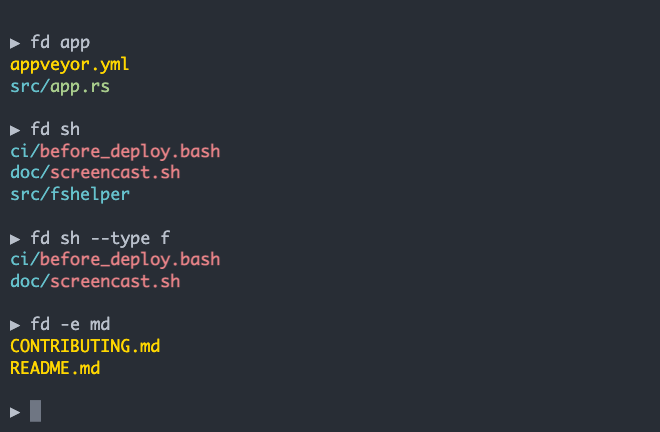 ▶ fd app
appveyor.yml
src/app.rs
▶ fd sh
ci/before_deploy.bash
doc/screencast.sh
src/fshelper
▶ fd sh --type f
ci/before_deploy.bash
doc/screencast.sh
▶ fd -e md
CONTRIBUTING.md
README.md
▶